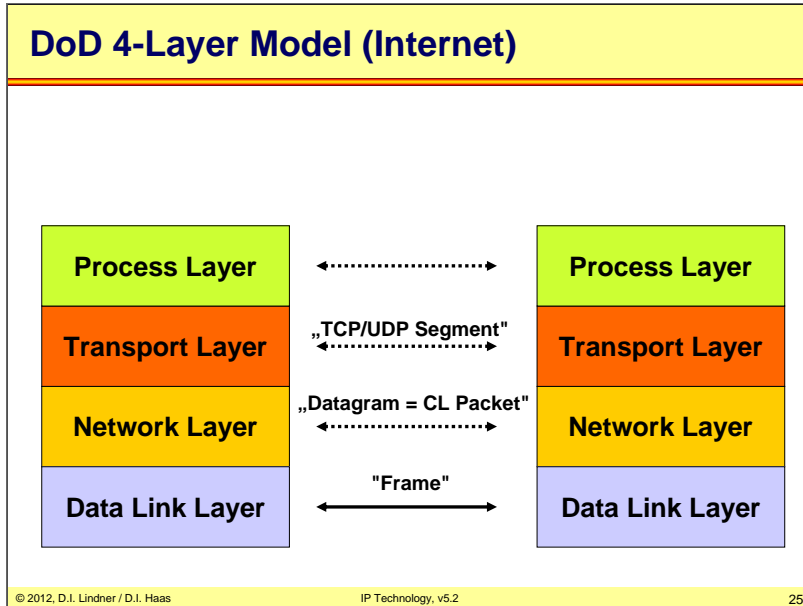 DoD 4-Layer Model (Internet)
Process Layer
Process Layer
„TCP/UDP Segment"
Transport Layer
Transport Layer
„Datagram = CL Packet"
Network Layer
Network Layer
"Frame"
Data Link Layer
Data Link Layer
© 2012, D.I. Lindner / D.I. Haas
IP Technology, v5.2
25